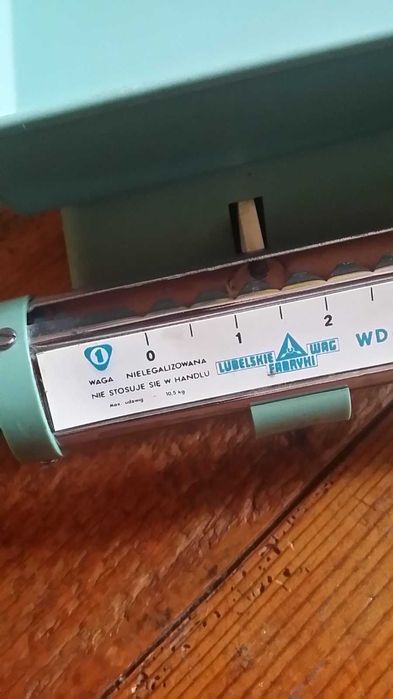 0 1 2
1
WAGA NIELEGALIZOWANA
NIE STOSUJE SIĘ W HANDLU
Max. udźwig - 10,5 kg
LUBELSKIE WAG
FABRYKI
WD